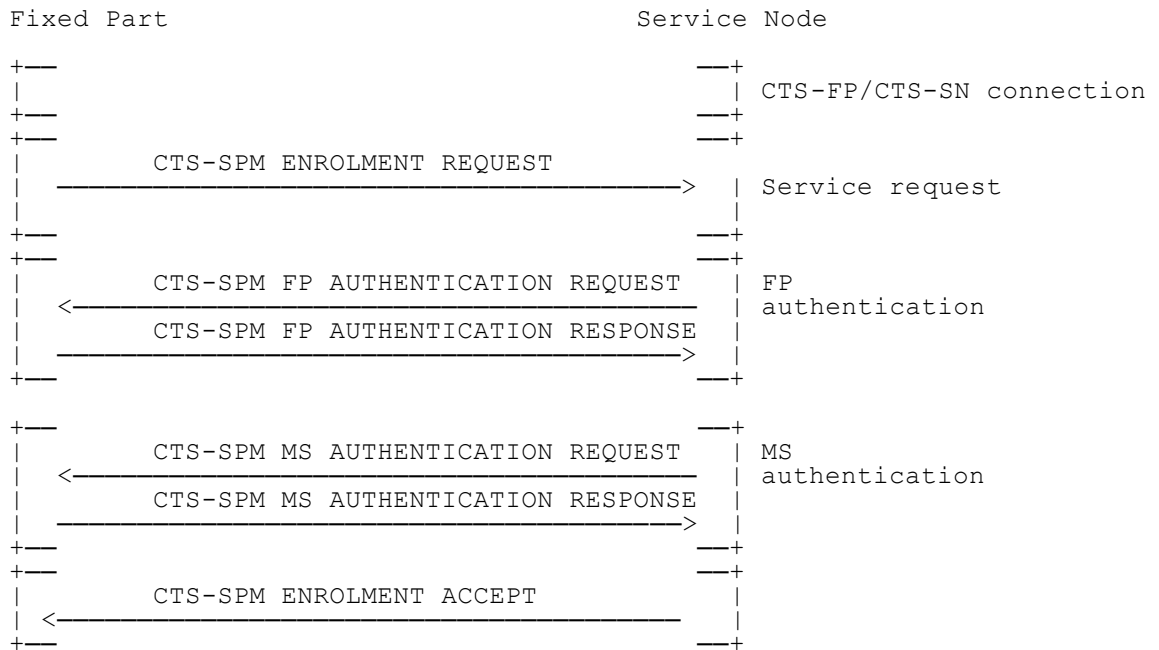 Fixed Part Service Node
CTS-FP/CTS-SN connection
CTS-SPM ENROLMENT REQUEST
Service request
CTS-SPM FP AUTHENTICATION REQUEST FP
authentication
CTS-SPM FP AUTHENTICATION RESPONSE
CTS-SPM MS AUTHENTICATION REQUEST MS
authentication
CTS-SPM MS AUTHENTICATION RESPONSE
CTS-SPM ENROLMENT ACCEPT